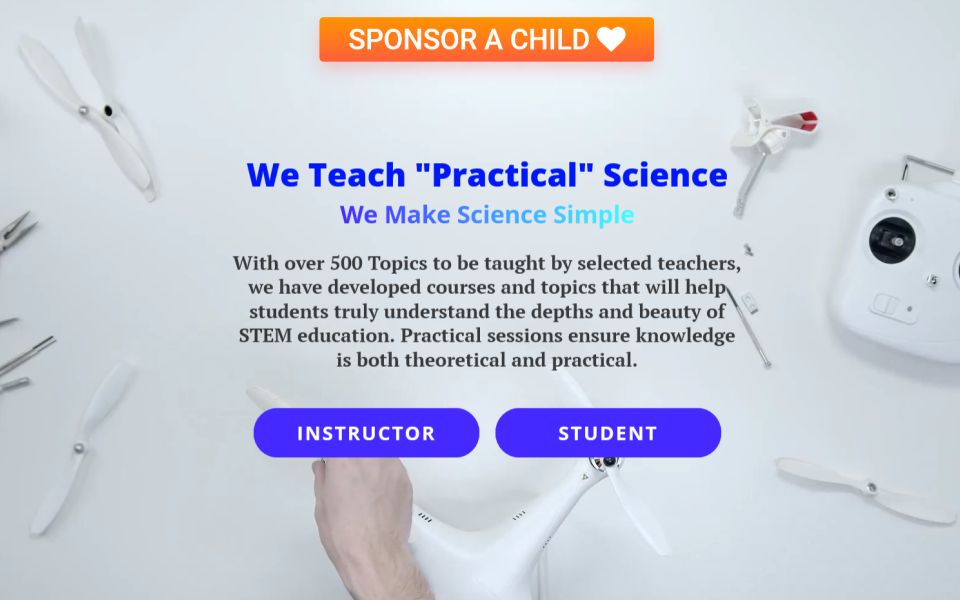 SPONSOR A CHILD
We Teach "Practical" Science
We Make Science Simple
With over 500 Topics to be taught by selected teachers,
we have developed courses and topics that will help
students truly understand the depths and beauty of
STEM education. Practical sessions ensure knowledge
is both theoretical and practical.
INSTRUCTOR
STUDENT